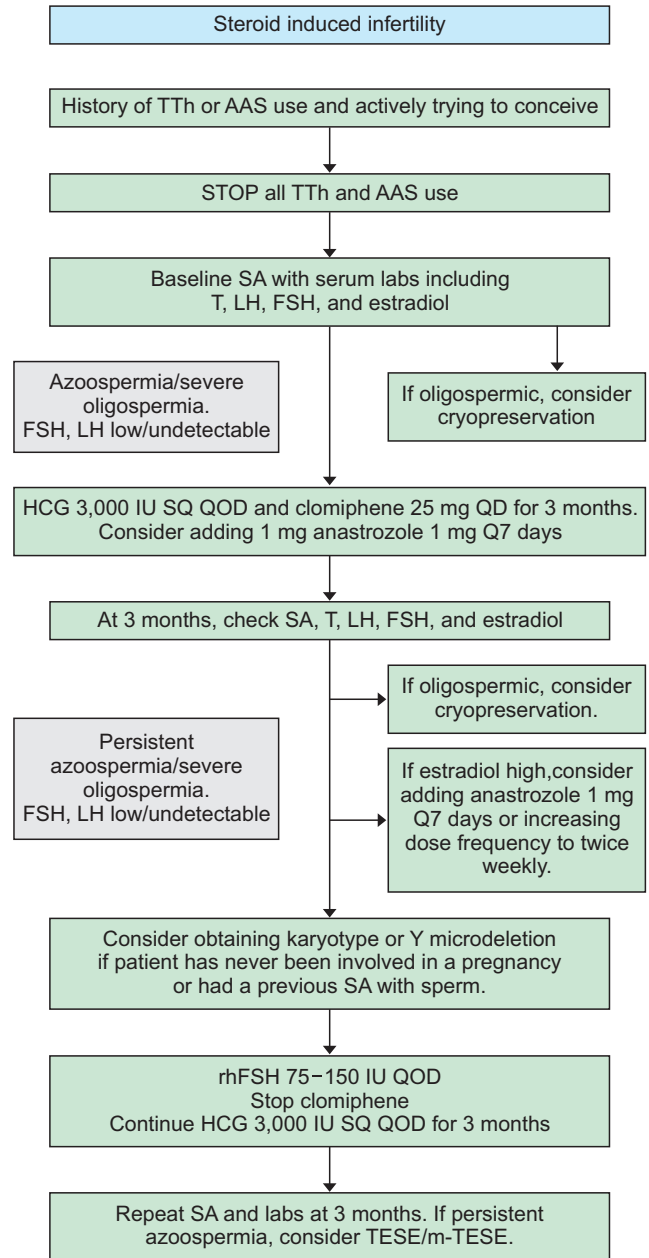 Steroid induced infertility
History of TTh or AAS use and actively trying to conceive
STOP all TTh and AAS use
Baseline SA with serum labs including
T, LH, FSH, and estradiol
Azoospermia/severe
oligospermia.
FSH, LH low/undetectable
If oligospermic, consider
cryopreservation
HCG 3,000 IU SQ QOD and clomiphene 25 mg QD for 3 months.
Consider adding 1 mg anastrozole 1 mg Q7 days
At 3 months, check SA, T, LH, FSH, and estradiol
If oligospermic, consider
cryopreservation.
Persistent
azoospermia/severe
oligospermia.
FSH, LH low/undetectable
If estradiol high,consider
adding anastrozole 1 mg
Q7 days or increasing
dose frequency to twice
weekly.
Consider obtaining karyotype or Y microdeletion
if patient has never been involved in a pregnancy
or had a previous SA with sperm.
rhFSH 75−150 IU QOD
Stop clomiphene
Continue HCG 3,000 IU SQ QOD for 3 months
Repeat SA and labs at 3 months. If persistent
azoospermia, consider TESE/m-TESE.